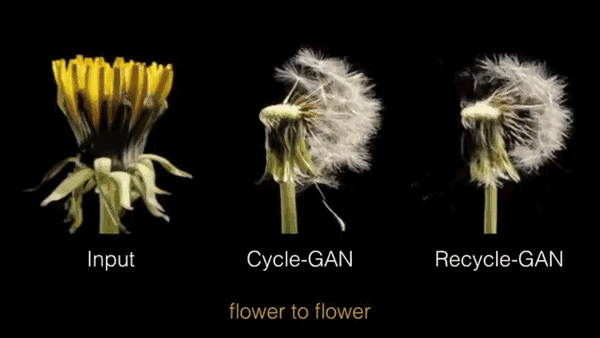 Input
Cycle-GAN
Recycle-GAN
flower to flower